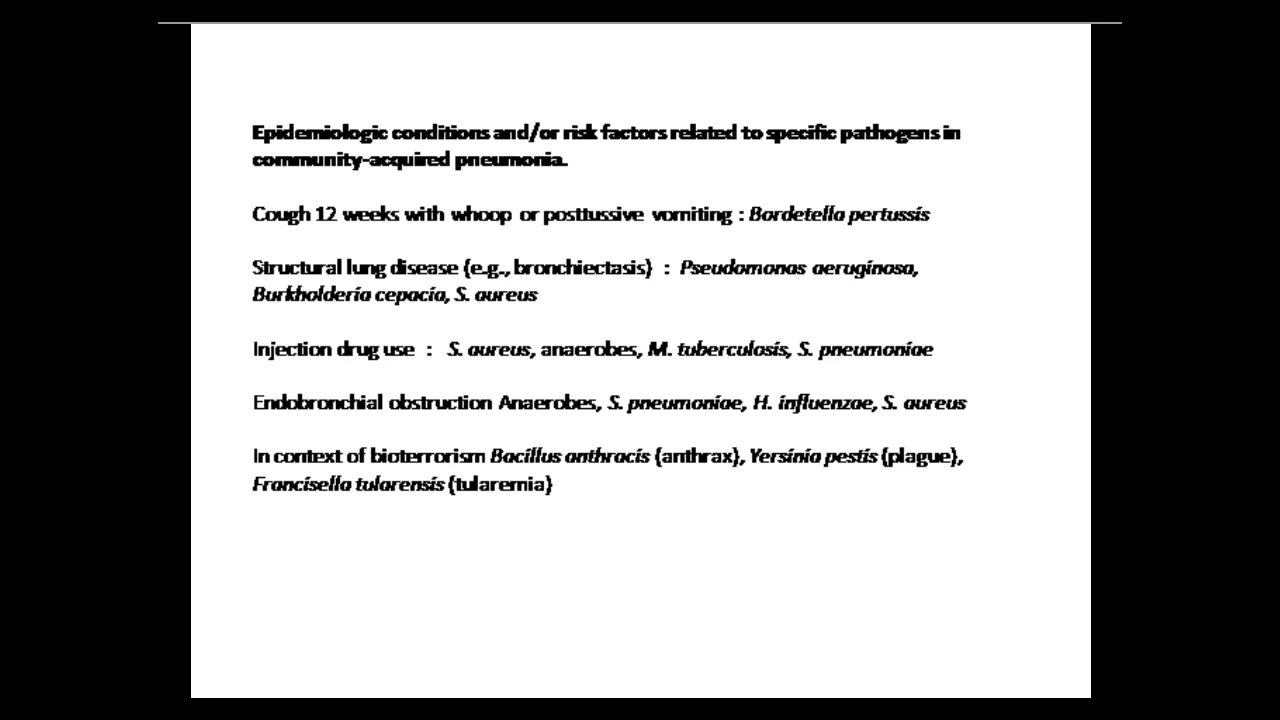 Epidemiologic conditions and/or risk factors related to specific pathogens in
community-acquired pneumonia.
Cough 12 weeks with whoop or posttussive vomiting : Bordetella pertussis
Structural lung disease (e.g., bronchiectasis) : Pseudomonas aeruginosa,
Burkholderia cepacia, S. aureus
Injection drug use : S. aureus, anaerobes, M. tuberculosis, S. pneumoniae
Endobronchial obstruction Anaerobes, S. pneumoniae, H. influenzae, S. aureus
In context of bioterrorism Bacillus anthracis (anthrax), Yersinia pestis (plague),
Francisella tularensis (tularemia)